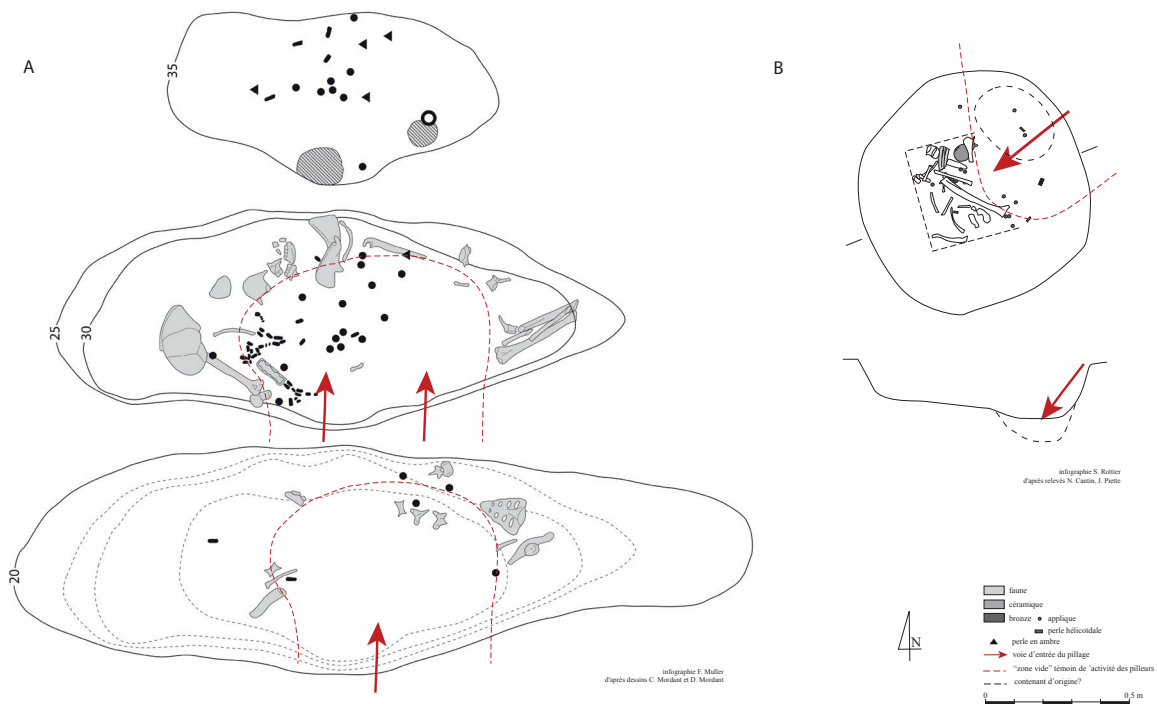 A
35
B
25
30
20
infographie S. Rottier
d'après relevés N. Cantin, J. Piette
infographie F. Muller
d'après dessins C. Mordant et D. Mordant
N
faune
céramique
bronze
applique
perle hélicoïdale
perle en ambre
voie d'entrée du pillage
"zone vide" témoin de 'activité des pilleurs
contenant d'origine?
0
0,5 m